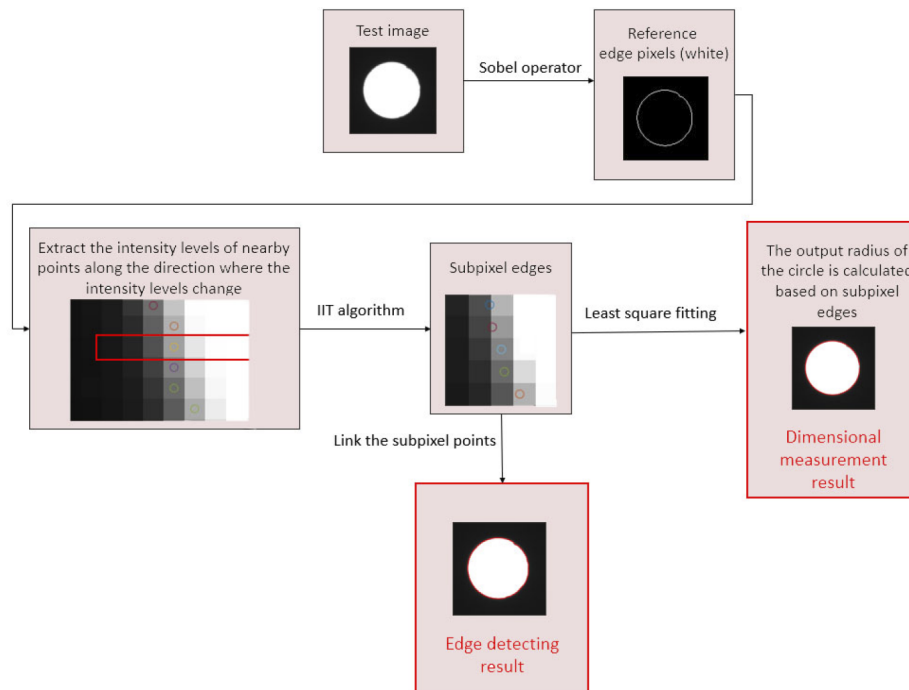 Test image
Sobel operator
Reference
edge pixels (white)
Extract the intensity levels of nearby
points along the direction where the
intensity levels change
IIT algorithm
Subpixel edges
Least square fitting
The output radius of
the circle is calculated
based on subpixel
edges
Dimensional
measurement
result
Link the subpixel points
Edge detecting
result